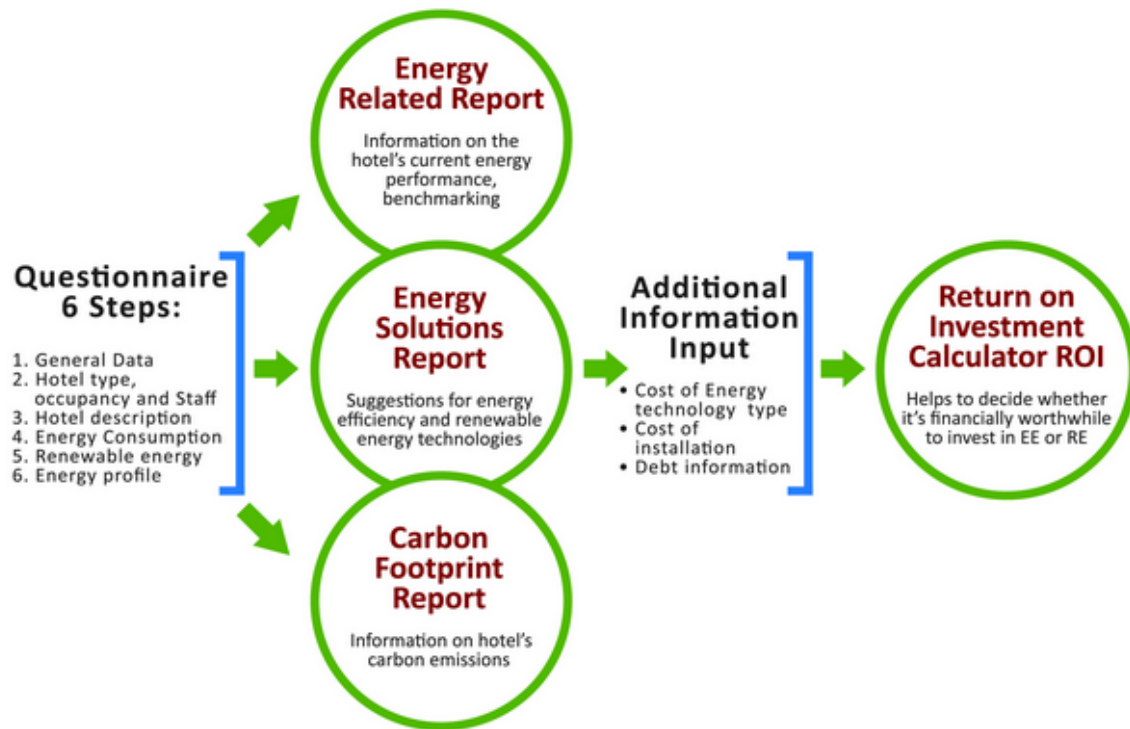 Questionnaire
6 Steps:
1. General Data
2. Hotel type,
occupancy and Staff
3. Hotel description
4. Energy Consumption
5. Renewable energy
6. Energy profile
Energy
Related Report
Information on the
hotel's current energy
performance,
benchmarking
Energy
Solutions
Report
Suggestions for energy
efficiency and renewable
energy technologies
Carbon
Footprint
Report
Information on hotel's
carbon emissions
Additional
Information
Input
• Cost of Energy
technology type
• Cost of
installation
• Debt information
Return on
Investment
Calculator ROI
Helps to decide whether
it's financially worthwhile
to invest in EE or RE